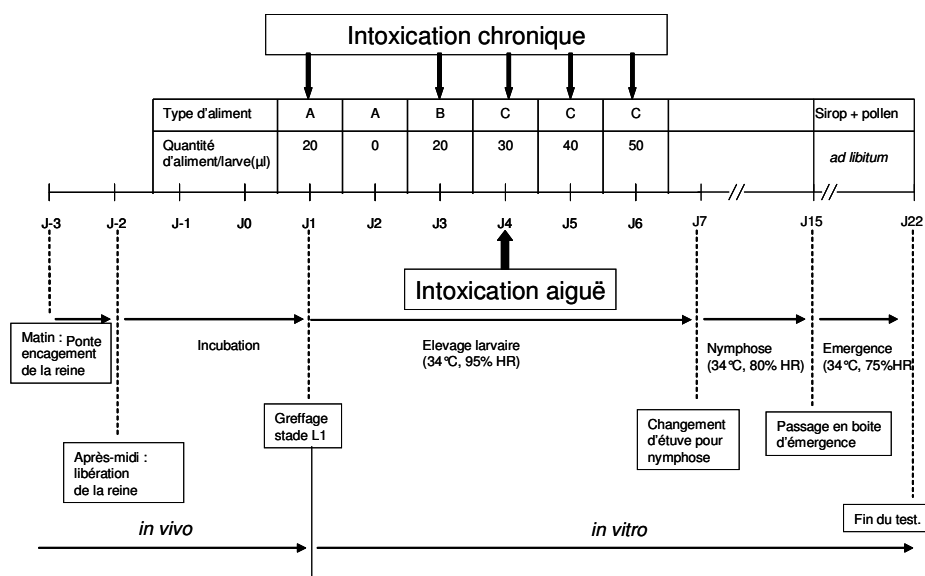 Intoxication chronique
Type d'aliment A A B C C C Sirop + pollen
Quantité
d'aliment/larve(µl) 20 0 20 30 40 50 ad libitum
J-3 J-2 J-1 J0 J1 J2 J3 J4 J5 J6 J7 J15 J22
Intoxication aiguë
Matin :
encagement
de la reine
Ponte
Incubation
Elevage larvaire
(34°C, 95% HR)
Nymphose
(34°C, 80% HR)
Emergence
(34°C, 75%HR
Après-midi :
libération
de la reine
Greffage
stade L1
Changement
d'étuve pour
nymphose
Passage en boite
d'émergence
Fin du test.
in vivo
in vitro